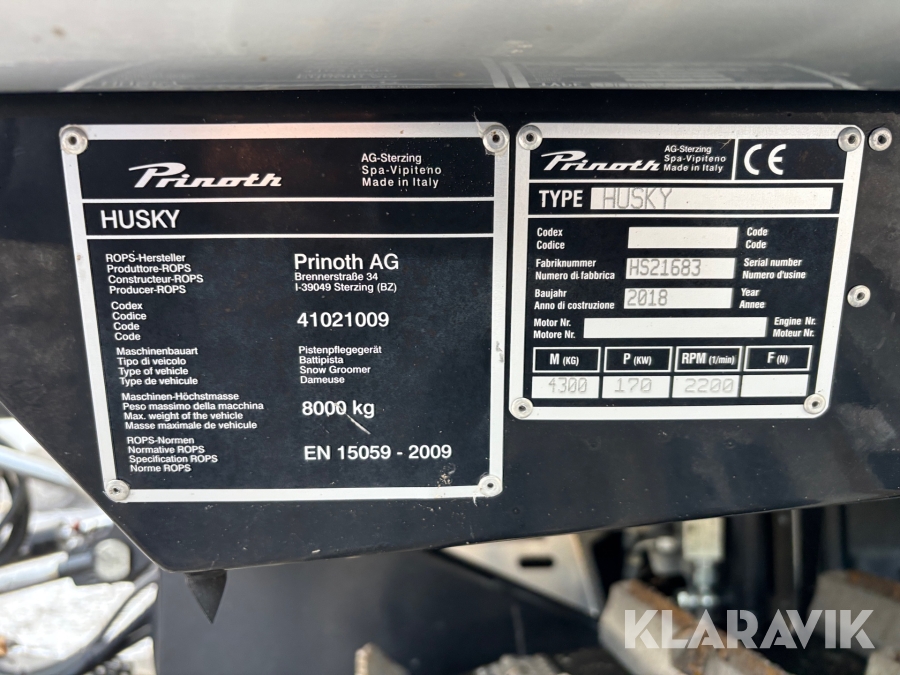 Prinoth
AG-Sterzing
Spa-Vipiteno
Made in Italy
HUSKY
ROPS-Hersteller
Produttore-ROPS
Constructeur-ROPS
Producer-ROPS
Prinoth AG
Brennerstraße 34
I-39049 Sterzing (BZ)
Codex
Codice
Code
Code
41021009
Maschinenbauart
Tipo di veicolo
Type of vehicle
Type de vehicule
Pistenpflegegerät
Battipista
Snow Groomer
Dameuse
Maschinen-Höchstmasse
Peso massimo della macchina
Max. weight of the vehicle
Masse maximale de vehicule
8000 kg
ROPS-Normen
Normative ROPS
Specification ROPS
Norme ROPS
EN 15059 - 2009
Prinoth
AG-Sterzing
Spa-Vipiteno
Made in Italy
CE
TYPE HUSKY
Codex
Codice
Code
Code
Fabriknummer
Numero di fabbrica
HS21683
Serial number
Numero d'usine
Baujahr
Anno di costruzione
2018
Year
Annee
Motor Nr.
Motore Nr.
Engine Nr.
Moteur Nr.
M (KG) P (KW) RPM (1/min) F (N)
4300 170 2200
KLARAVIK